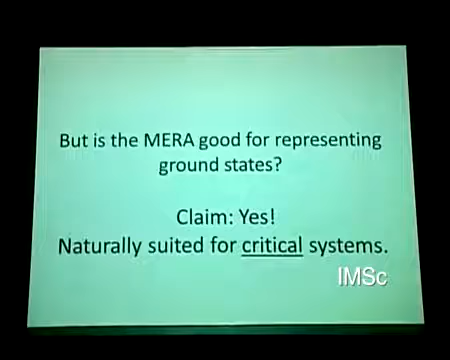 But is the MERA good for representing
ground states?
Claim: Yes!
Naturally suited for critical systems.
IMSc